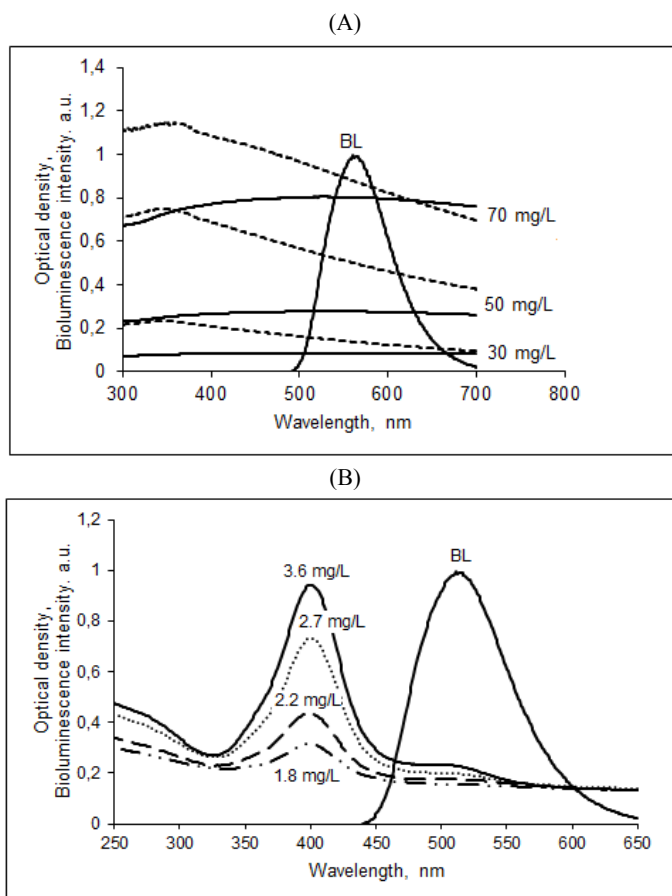 (A)
1,4
1,2
1
0,8
0,6
0,4
0,2
0
Optical density,
Bioluminescence intensity. a.u.
BL
70 mg/L
50 mg/L
30 mg/L
300 400 500 600 700 800
Wavelength, nm
(B)
1,2
1
0,8
0,6
0,4
0,2
0
Optical density,
Bioluminescence intensity. a.u.
3.6 mg/L
2.7 mg/L
2.2 mg/L
1.8 mg/L
BL
250 300 350 400 450 500 550 600 650
Wavelength, nm